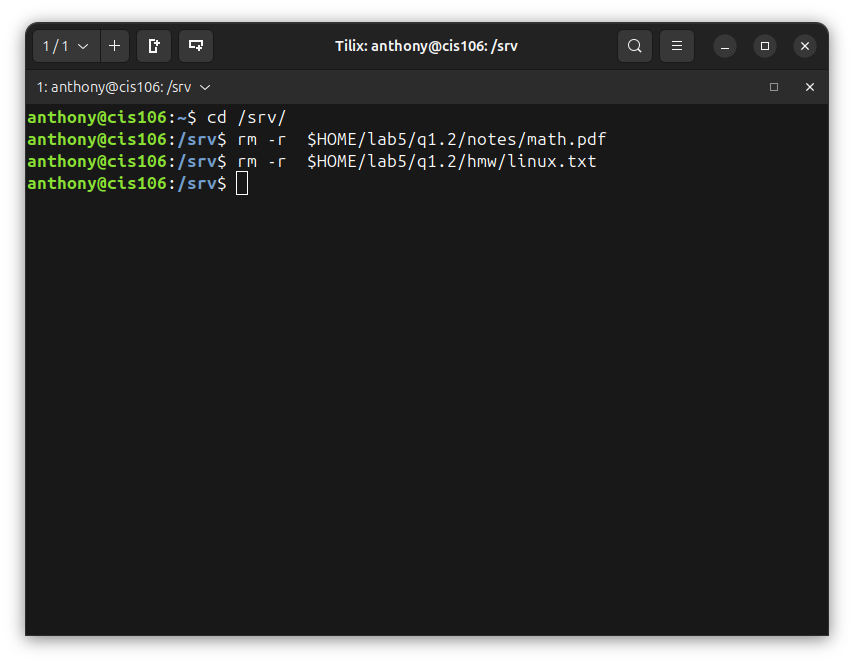 1 / 1
Tilix: anthony@cis106: /srv
1: anthony@cis106: /srv
anthony@cis106:~$ cd /srv/
anthony@cis106:/srv$ rm -r  $HOME/lab5/q1.2/notes/math.pdf
anthony@cis106:/srv$ rm -r  $HOME/lab5/q1.2/hmw/linux.txt
anthony@cis106:/srv$